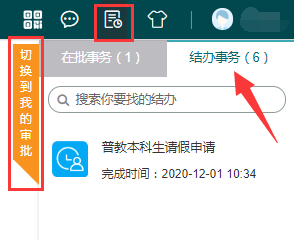 在批事务（1）
结办事务（6）
切换到我的审批
搜索你要找的结办
普教本科生请假申请
完成时间：2020-12-01 10:34